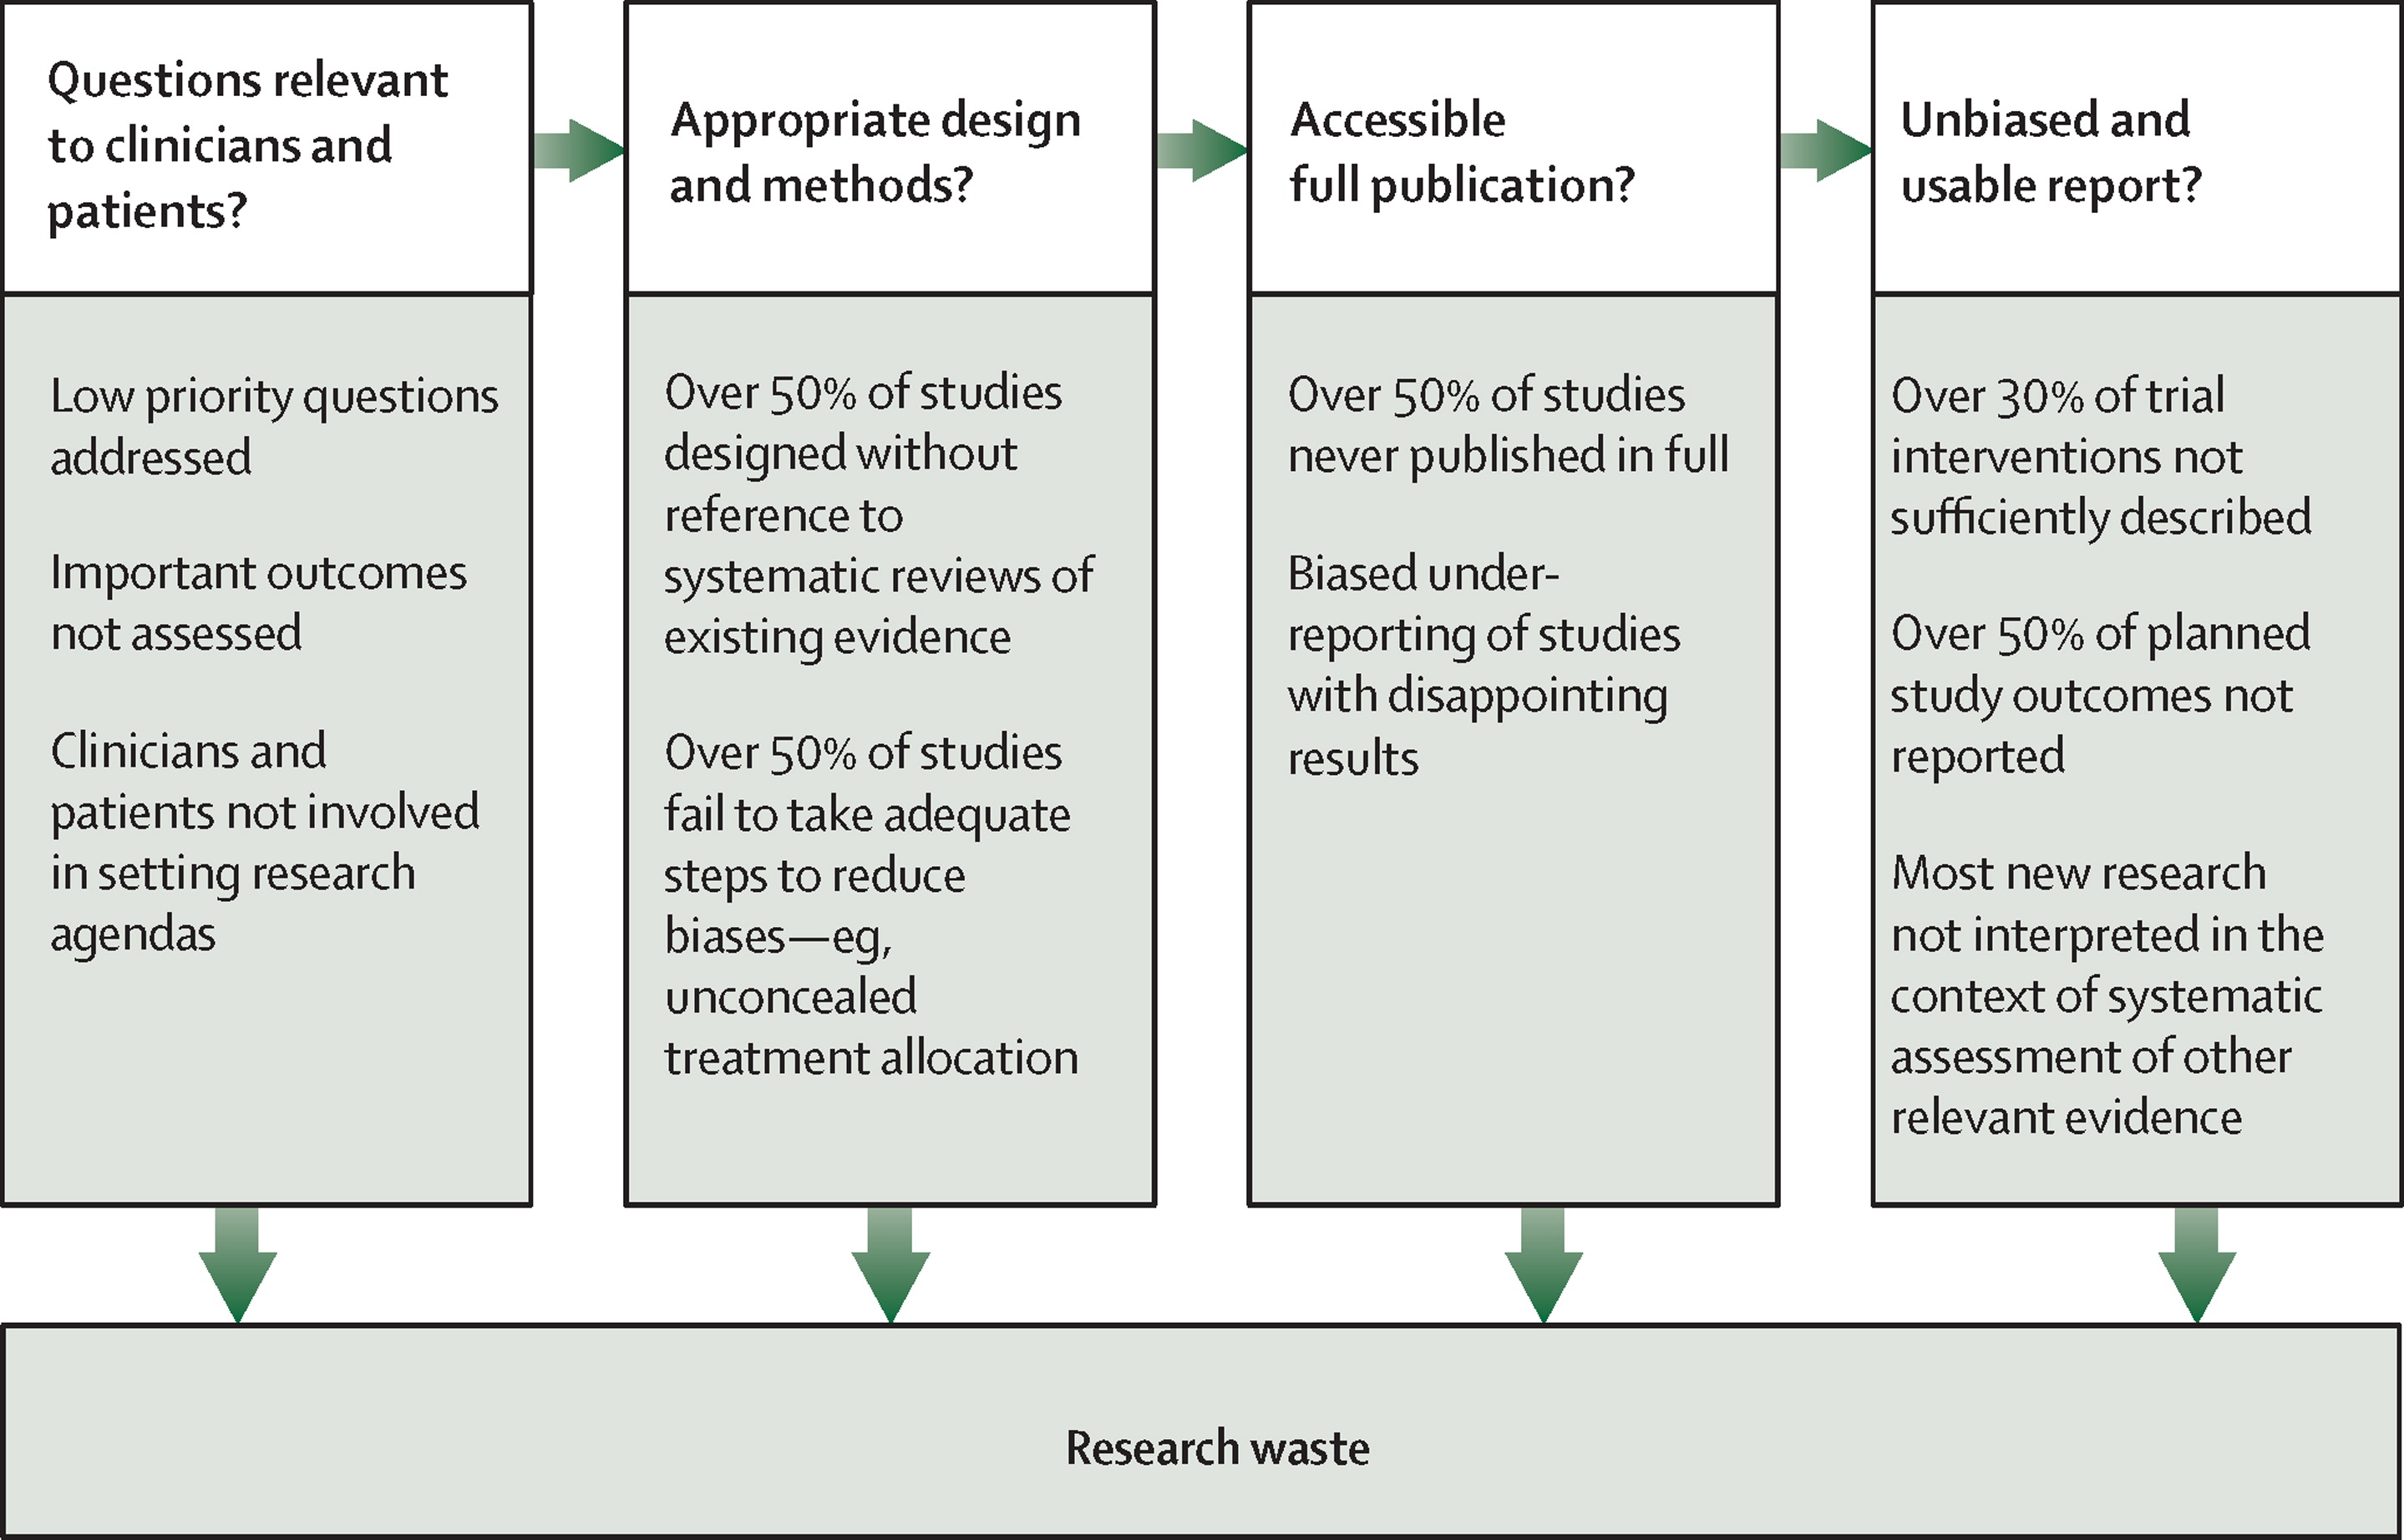 Questions relevant
to clinicians and
patients?
Low priority questions
addressed
Important outcomes
not assessed
Clinicians and
patients not involved
in setting research
agendas
Appropriate design
and methods?
Over 50% of studies
designed without
reference to
systematic reviews of
existing evidence
Over 50% of studies
fail to take adequate
steps to reduce
biases—eg,
unconcealed
treatment allocation
Accessible
full publication?
Over 50% of studies
never published in full
Biased under-
reporting of studies
with disappointing
results
Unbiased and
usable report?
Over 30% of trial
interventions not
sufficiently described
Over 50% of planned
study outcomes not
reported
Most new research
not interpreted in the
context of systematic
assessment of other
relevant evidence
Research waste